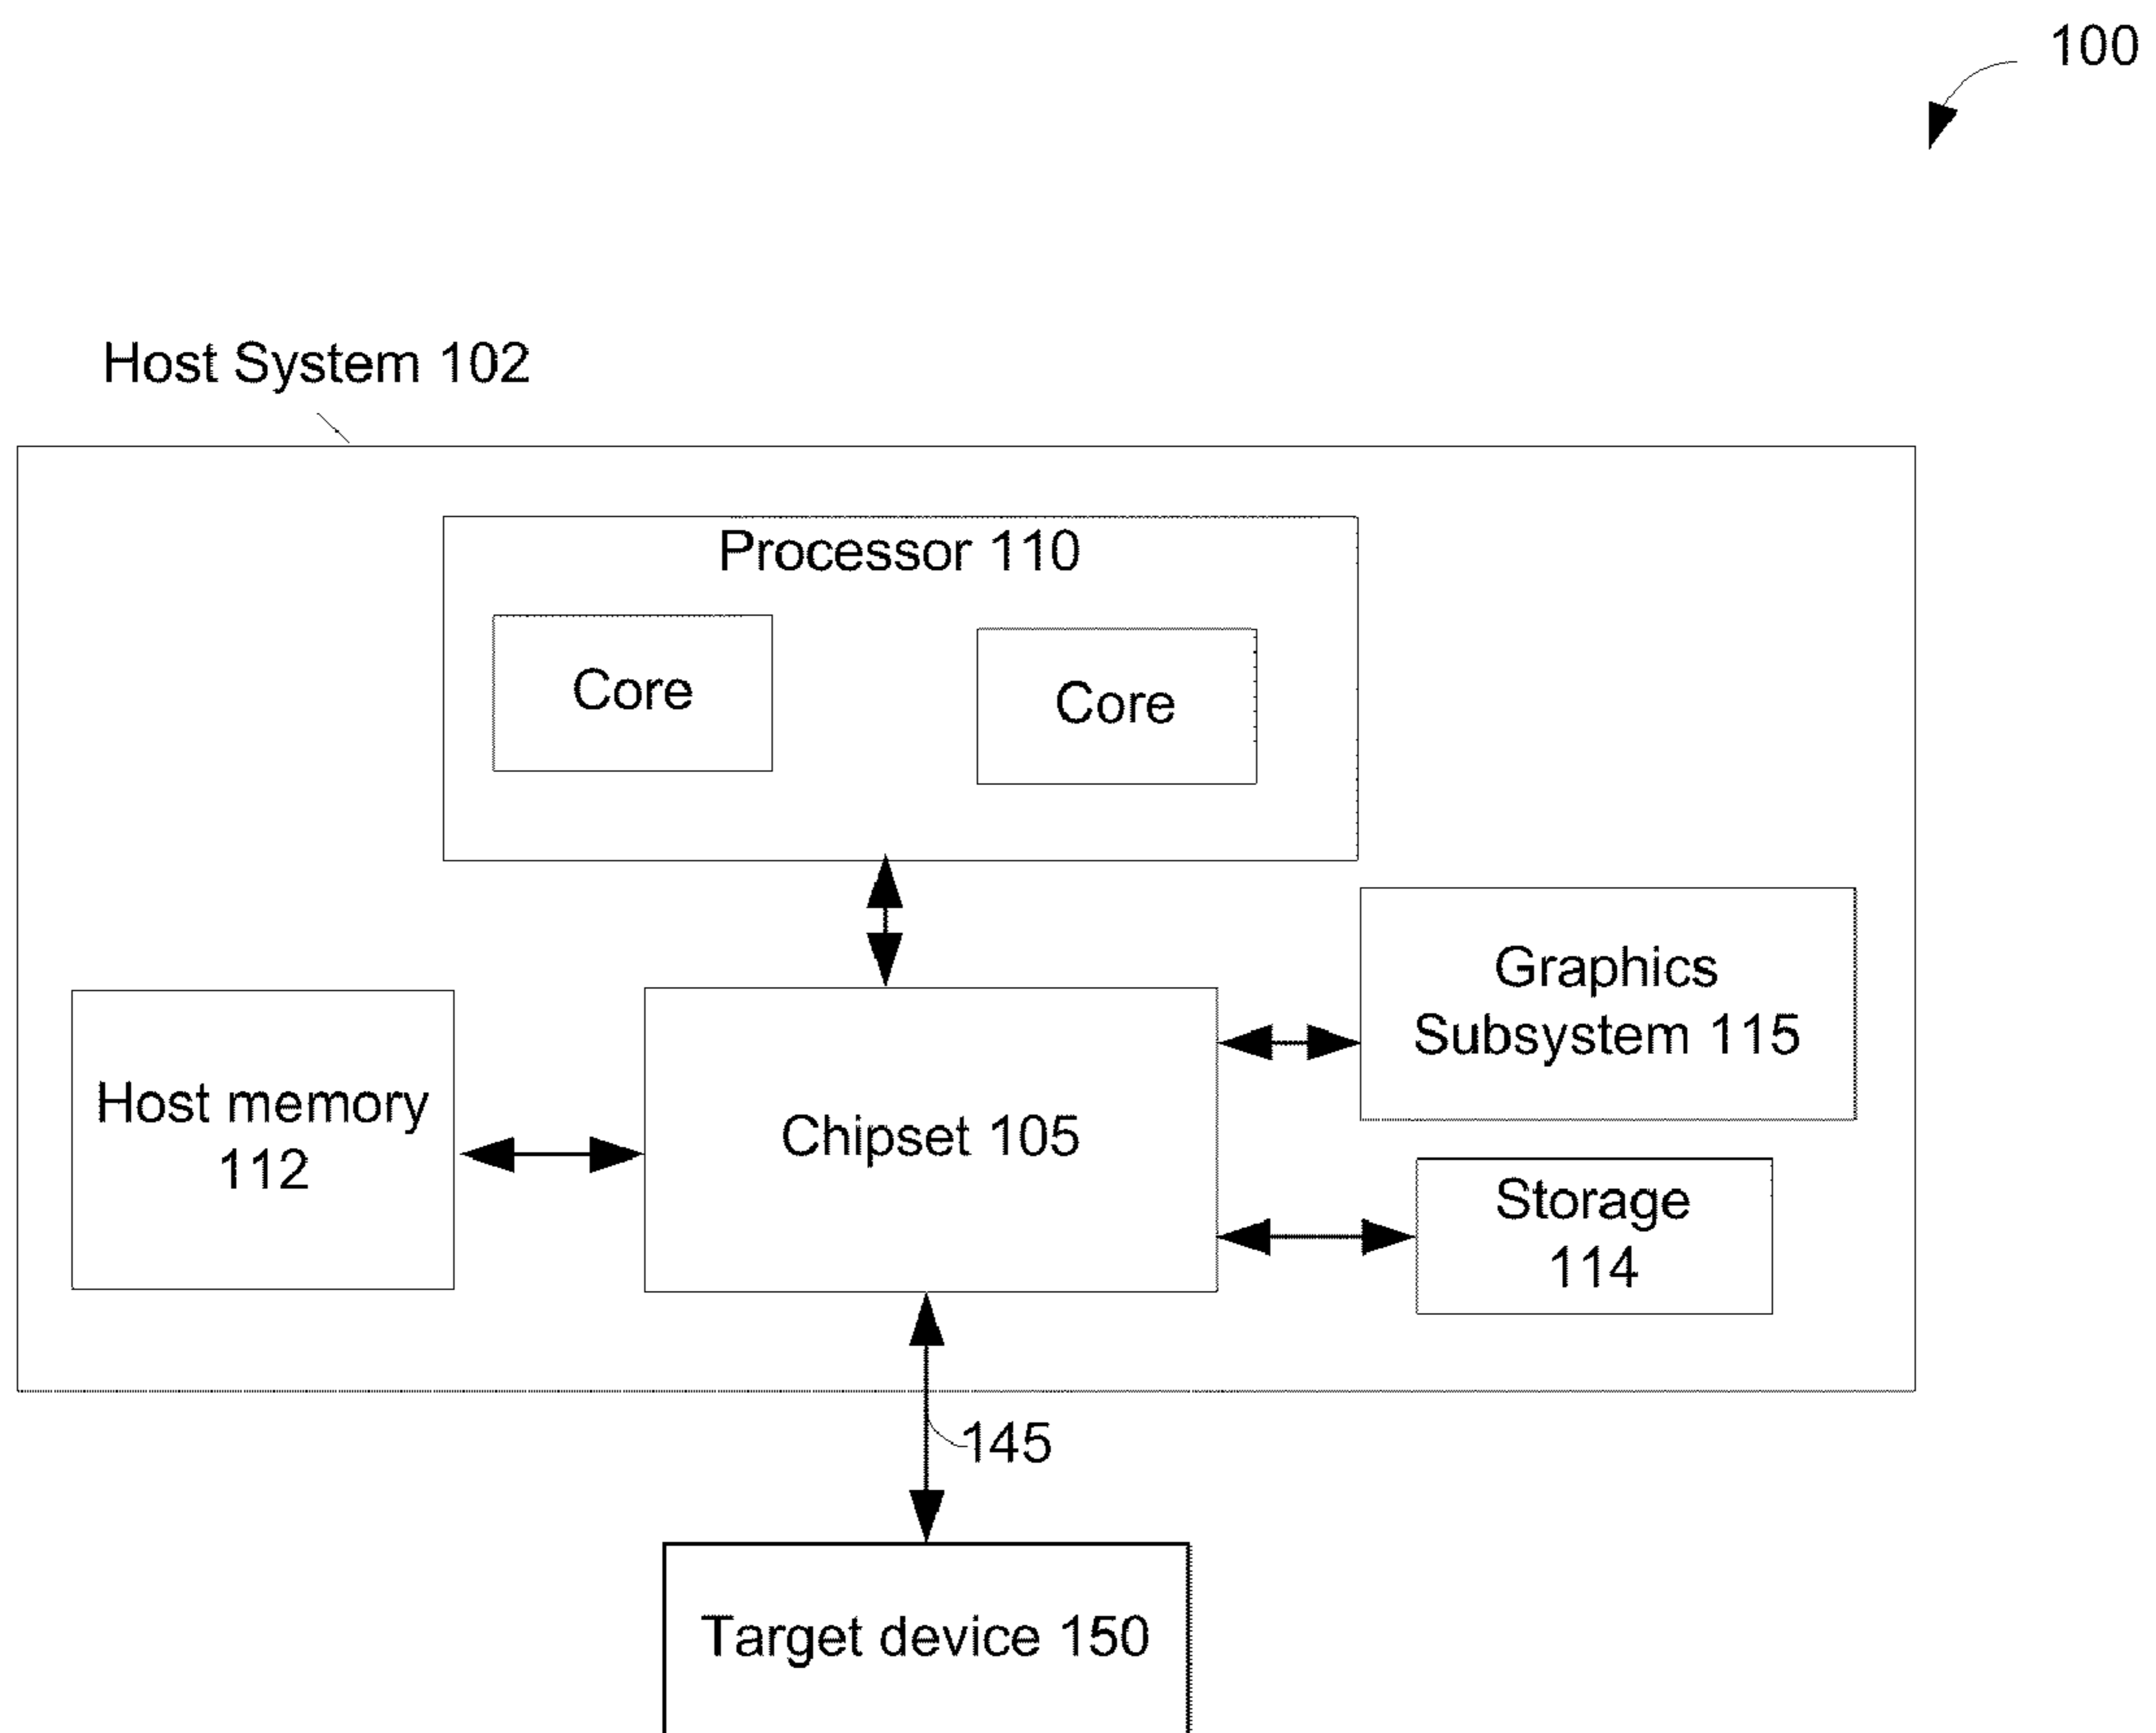 100
Host System 102
Processor 110
Core
Core
Graphics
Subsystem 115
Host memory
112
Chipset 105
Storage
114
145
Target device 150